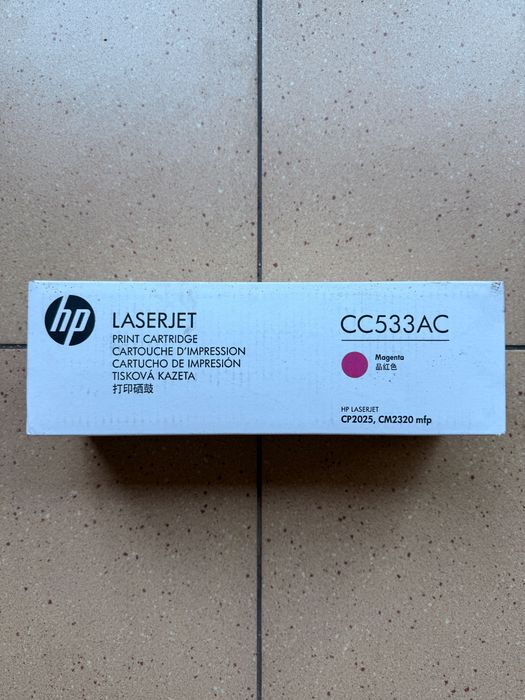 hp
LASERJET
PRINT CARTRIDGE
CARTOUCHE D'IMPRESSION
CARTUCHO DE IMPRESIÓN
TISKOVÁ KAZETA
打印硒鼓
CC533AC
Magenta
品红色
HP LASERJET
CP2025, CM2320 mfp